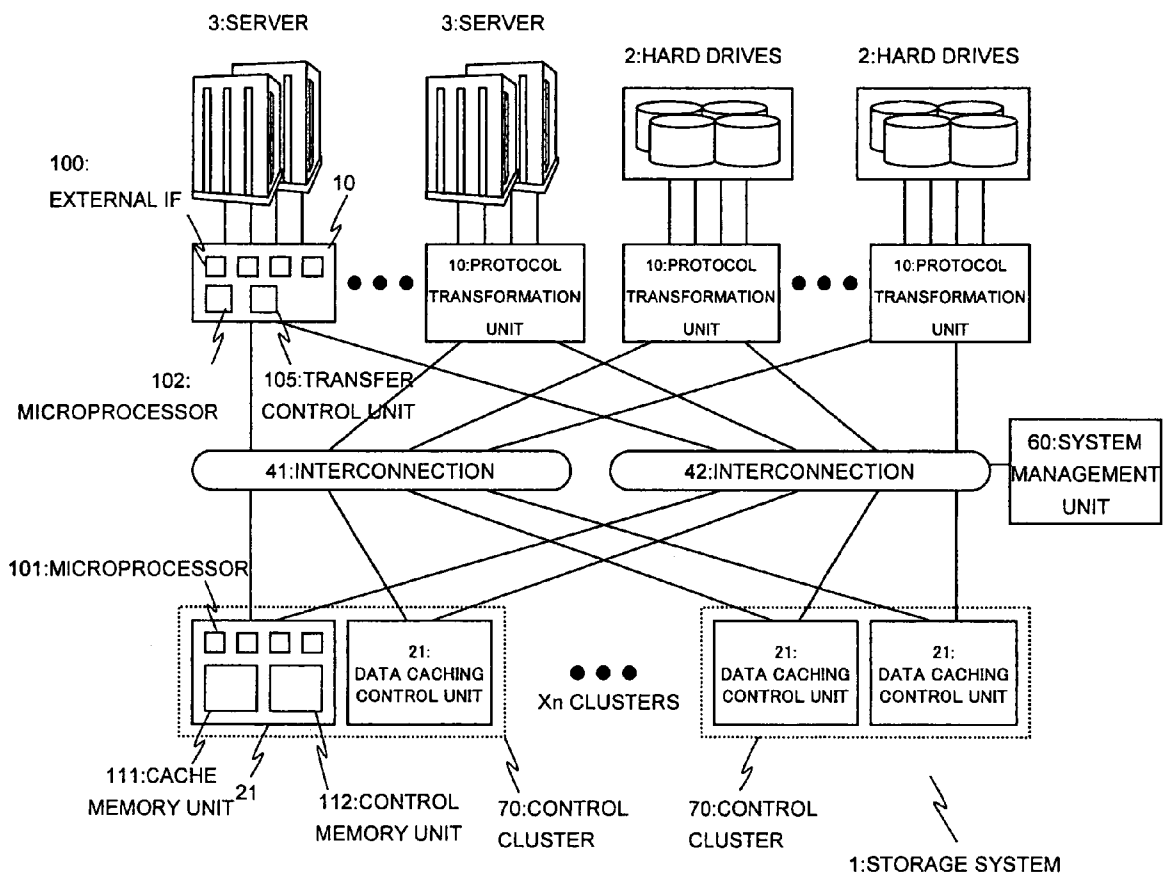 3:SERVER
3:SERVER
2:HARD DRIVES
2:HARD DRIVES
100:
EXTERNAL IF
10
10:PROTOCOL
TRANSFORMATION
UNIT
10:PROTOCOL
TRANSFORMATION
UNIT
10:PROTOCOL
TRANSFORMATION
UNIT
102:
MICROPROCESSOR
105:TRANSFER
CONTROL UNIT
41:INTERCONNECTION
42:INTERCONNECTION
60:SYSTEM
MANAGEMENT
UNIT
101:MICROPROCESSOR
21:
DATA CACHING
CONTROL UNIT
Xn CLUSTERS
21:
DATA CACHING
CONTROL UNIT
21:
DATA CACHING
CONTROL UNIT
111:CACHE
MEMORY UNIT
21
112:CONTROL
MEMORY UNIT
70:CONTROL
CLUSTER
70:CONTROL
CLUSTER
1:STORAGE SYSTEM